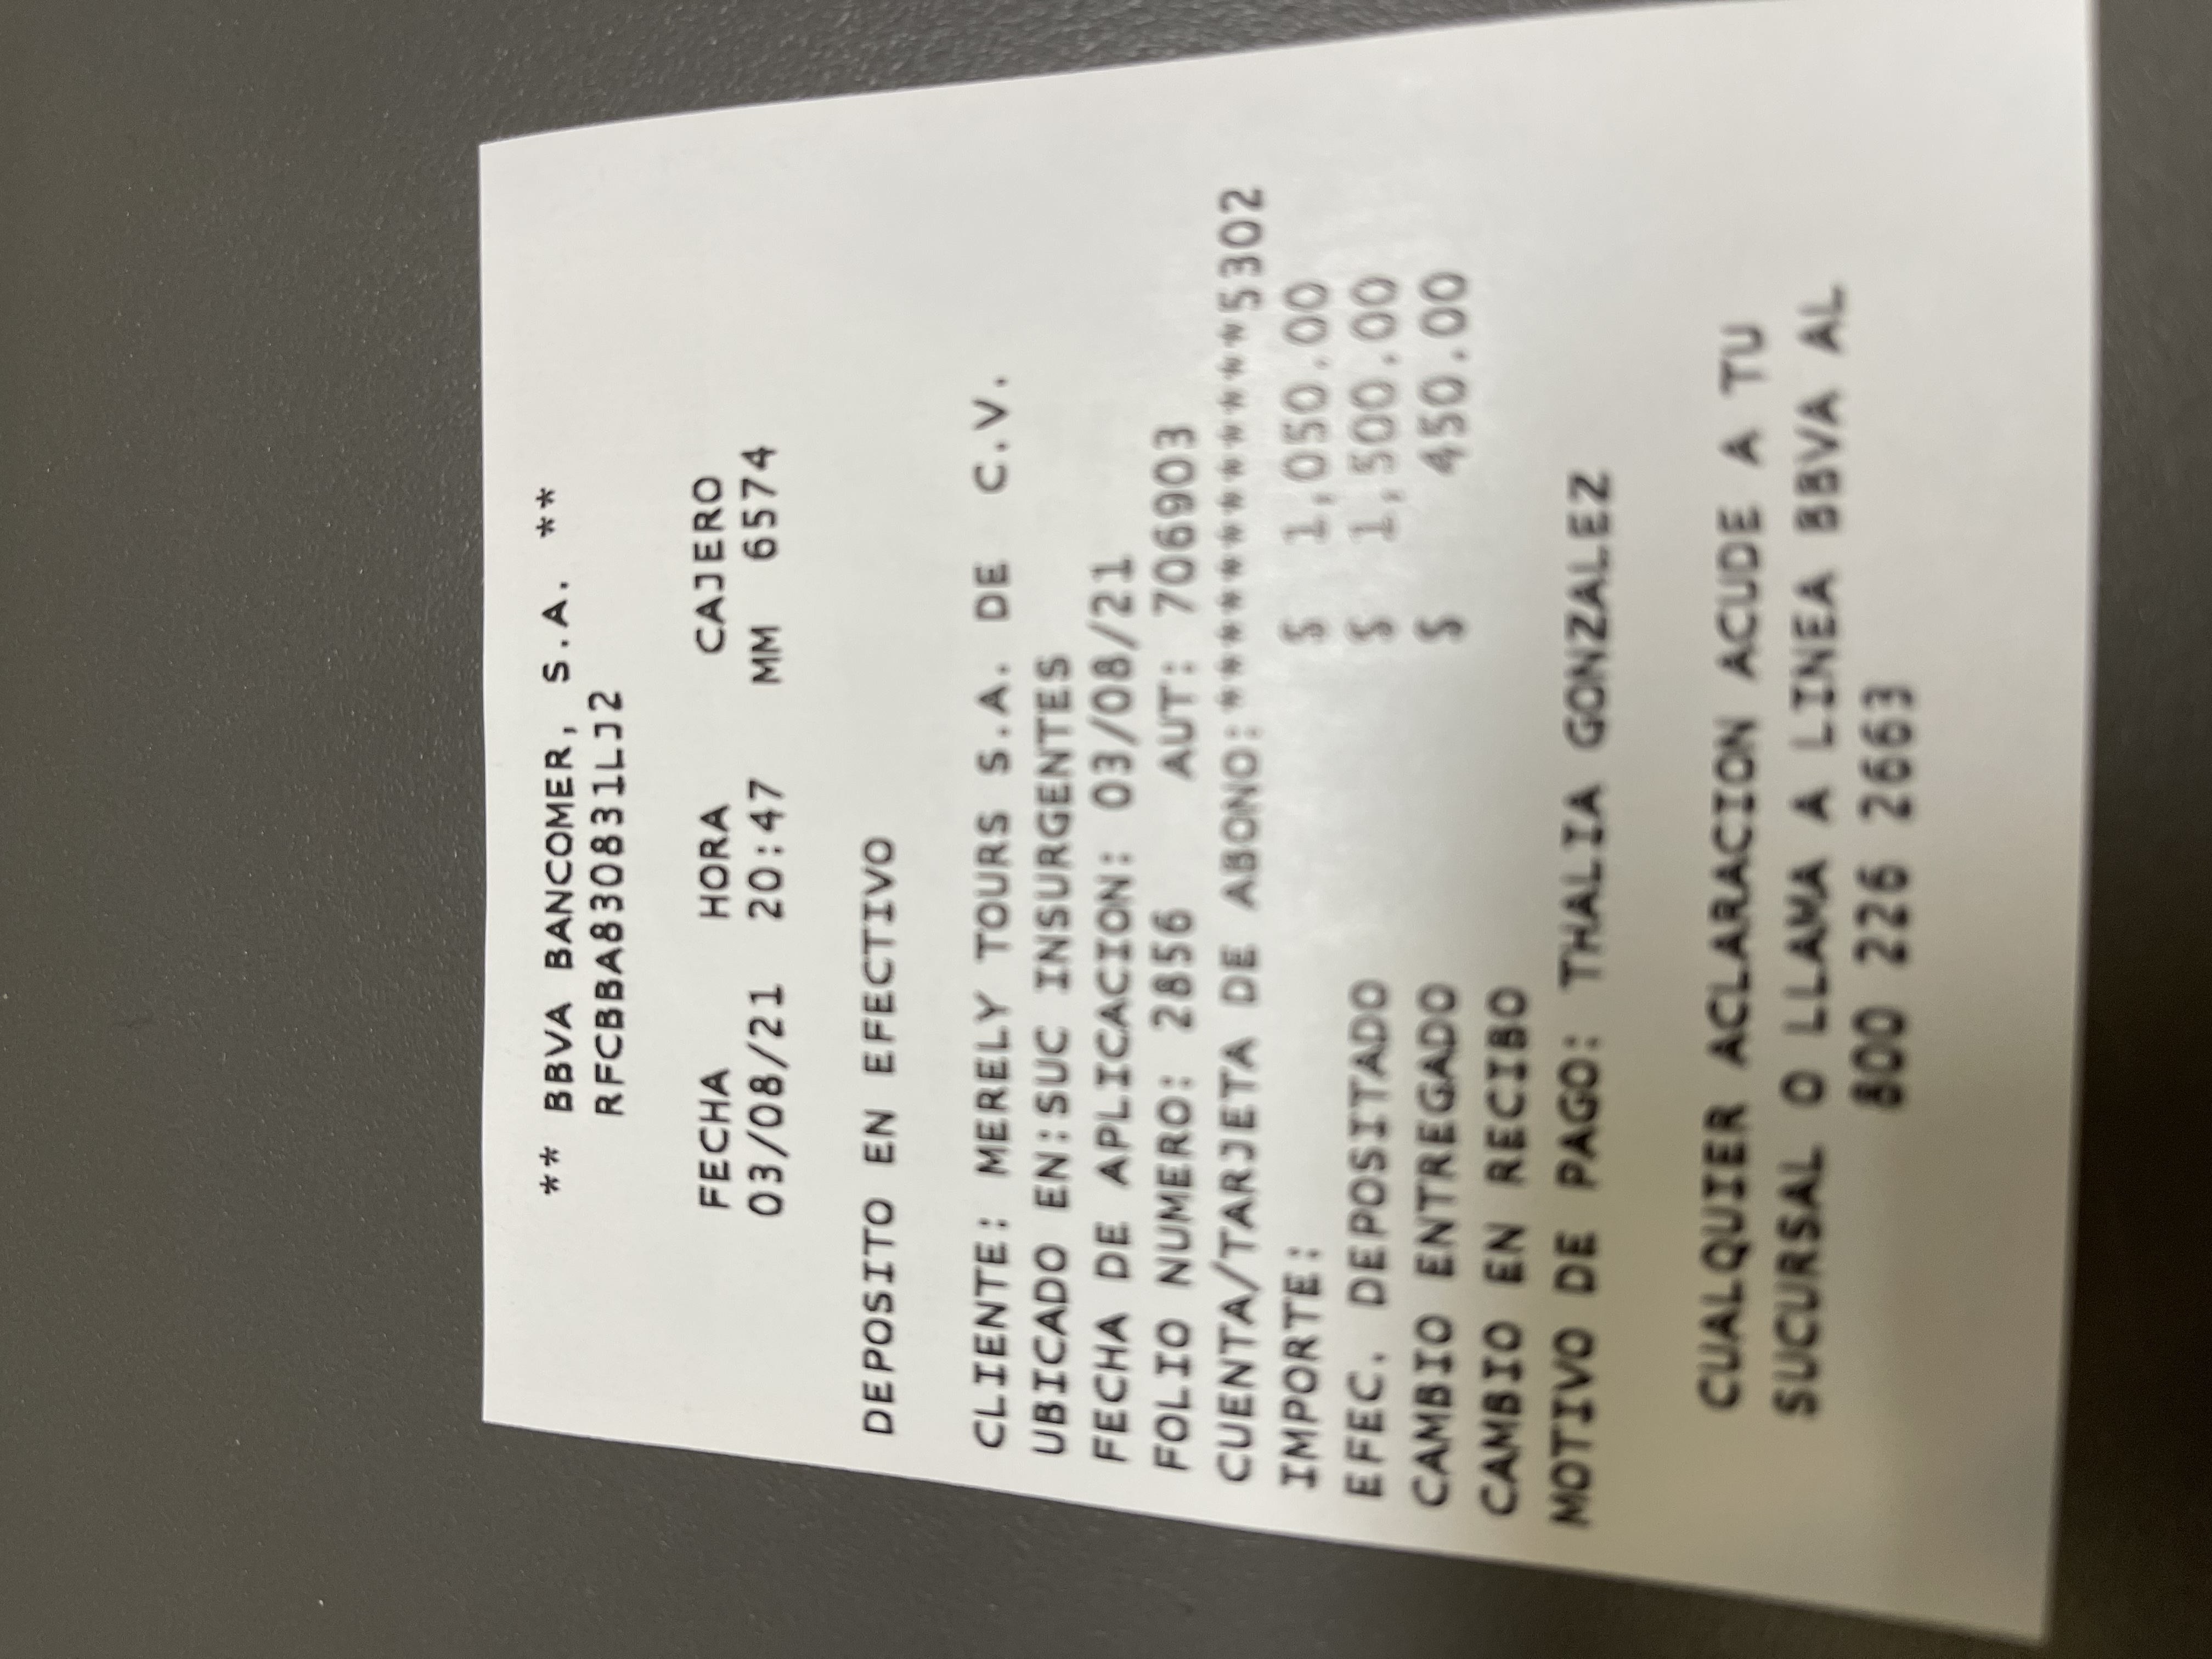 ** BBVA BANCOMER, S.A. **
RFCBBA830831LJ2
FECHA HORA CAJERO
03/08/21 20:47 MM 6574
DEPOSITO EN EFECTIVO
CLIENTE: MERELY TOURS S.A. DE C.V.
UBICADO EN:SUC INSURGENTES
FECHA DE APLICACION: 03/08/21
FOLIO NUMERO: 2856 AUT: 706903
CUENTA/TARJETA DE ABONO:****************5302
IMPORTE: $ 1,050.00
EFEC. DEPOSITADO $ 1,500.00
CAMBIO ENTREGADO $ 450.00
CAMBIO EN RECIBO
MOTIVO DE PAGO: THALIA GONZALEZ
CUALQUIER ACLARACION ACUDE A TU
SUCURSAL O LLAMA A LINEA BBVA AL
800 226 2663